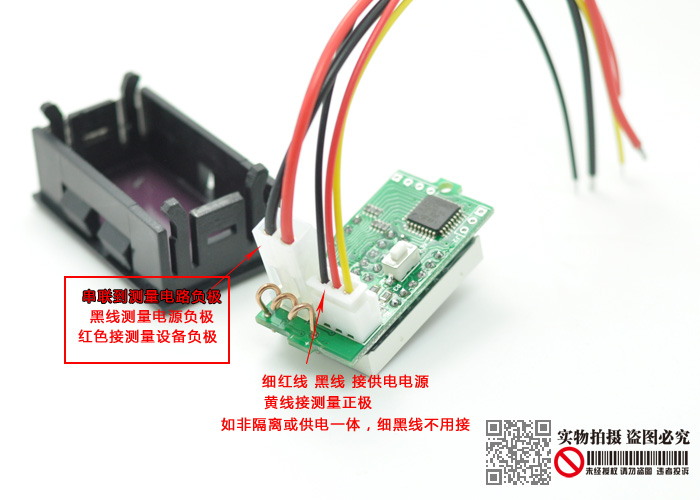 串联到测量电路负极
黑线测量电源负极
红色接测量设备负极
细红线 黑线 接供电电源
黄线接测量正极
如非隔离或供电一体，细黑线不用接
实物拍摄 盗图必究
未经授权 请勿盗圖 违者投诉